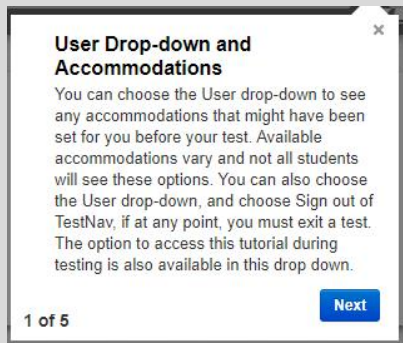 User Drop-down and
Accommodations
You can choose the User drop-down to see
any accommodations that might have been
set for you before your test. Available
accommodations vary and not all students
will see these options. You can also choose
the User drop-down, and choose Sign out of
TestNav, if at any point, you must exit a test.
The option to access this tutorial during
testing is also available in this drop down.
Next
1 of 5